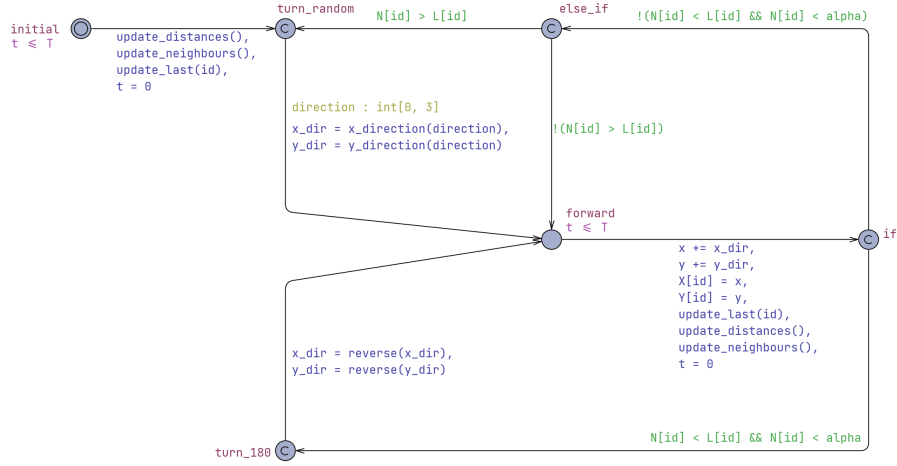 turn_random
N[id] > L[id]
else_if
!(N[id] < L[id] && N[id] < alpha)
initial
t ⩽ T
update_distances(),
update_neighbours(),
update_last(id),
t = 0
C
C
direction : int[0, 3]
x_dir = x_direction(direction),
y_dir = y_direction(direction)
!(N[id] > L[id])
forward
t ⩽ T
C
if
x += x_dir,
y += y_dir,
X[id] = x,
Y[id] = y,
update_last(id),
update_distances(),
update_neighbours(),
t = 0
x_dir = reverse(x_dir),
y_dir = reverse(y_dir)
N[id] < L[id] && N[id] < alpha
turn_180
C